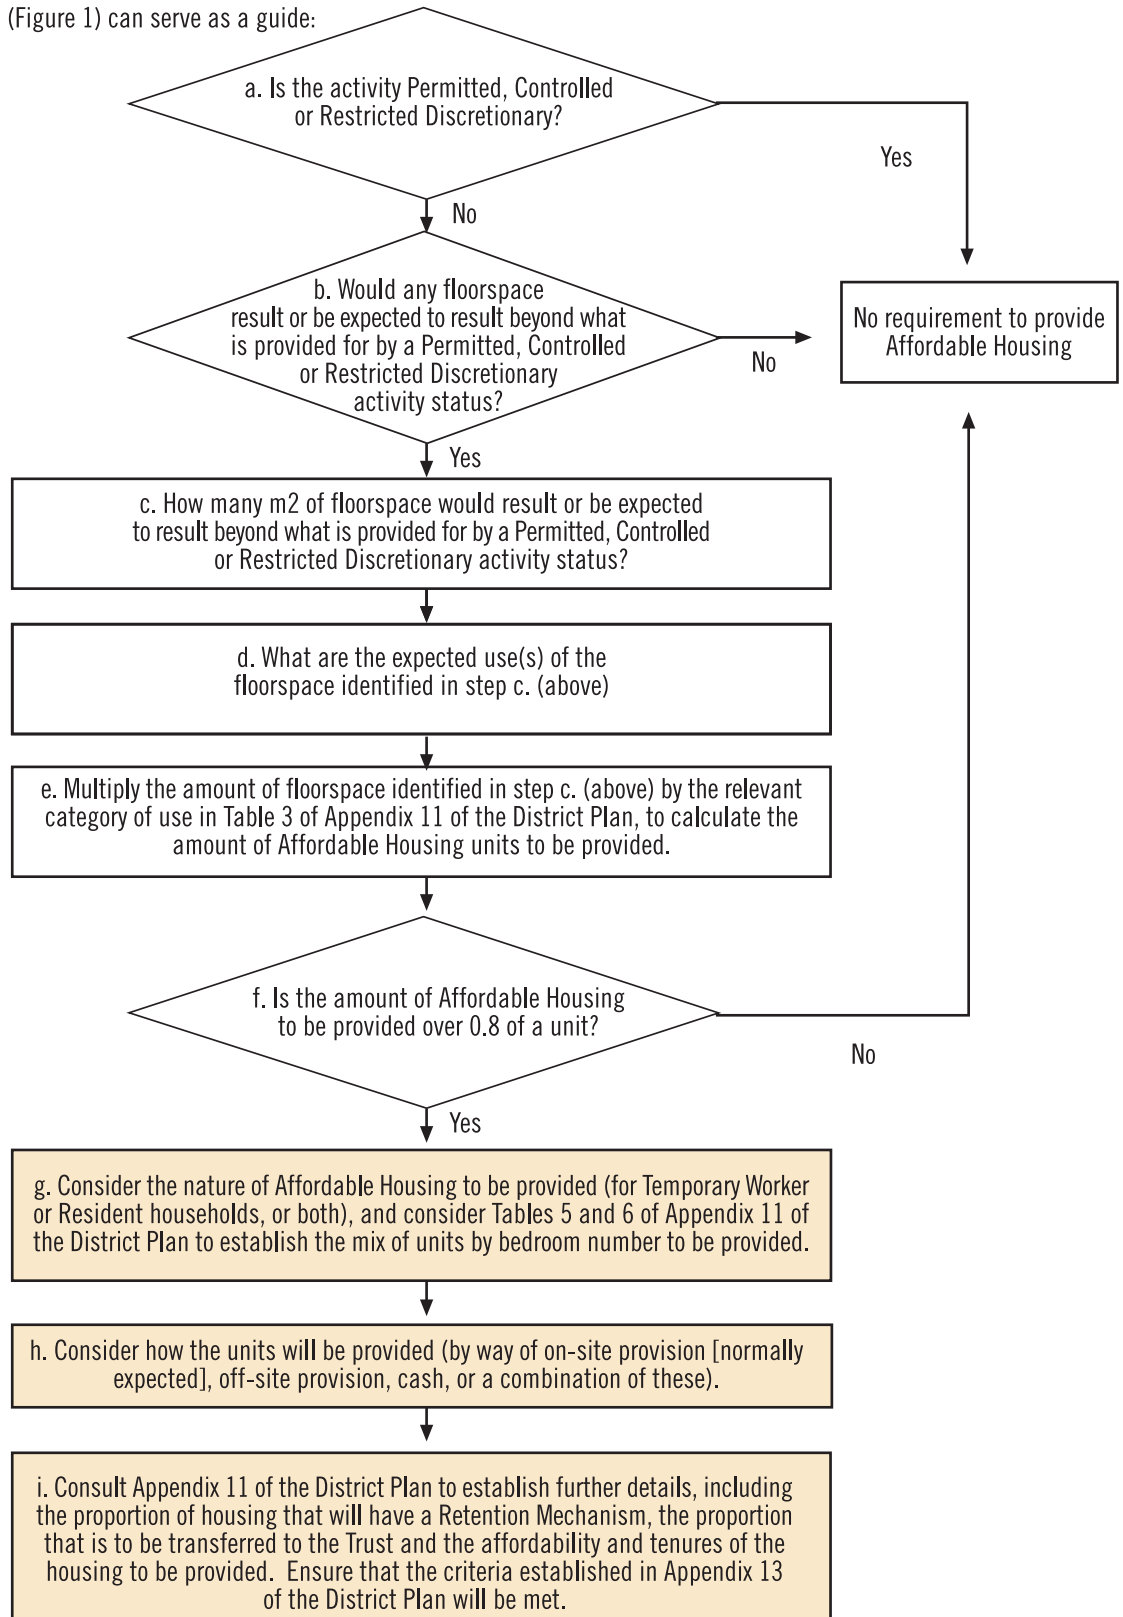 (Figure 1) can serve as a guide:
a. Is the activity Permitted, Controlled
or Restricted Discretionary?
Yes
No
b. Would any floorspace
result or be expected to result beyond what
is provided for by a Permitted, Controlled
or Restricted Discretionary
activity status?
No
No requirement to provide
Affordable Housing
Yes
c. How many m2 of floorspace would result or be expected
to result beyond what is provided for by a Permitted, Controlled
or Restricted Discretionary activity status?
d. What are the expected use(s) of the
floorspace identified in step c. (above)
e. Multiply the amount of floorspace identified in step c. (above) by the relevant
category of use in Table 3 of Appendix 11 of the District Plan, to calculate the
amount of Affordable Housing units to be provided.
f. Is the amount of Affordable Housing
to be provided over 0.8 of a unit?
No
Yes
g. Consider the nature of Affordable Housing to be provided (for Temporary Worker
or Resident households, or both), and consider Tables 5 and 6 of Appendix 11 of
the District Plan to establish the mix of units by bedroom number to be provided.
h. Consider how the units will be provided (by way of on-site provision [normally
expected], off-site provision, cash, or a combination of these).
i. Consult Appendix 11 of the District Plan to establish further details, including
the proportion of housing that will have a Retention Mechanism, the proportion
that is to be transferred to the Trust and the affordability and tenures of the
housing to be provided.  Ensure that the criteria established in Appendix 13
of the District Plan will be met.